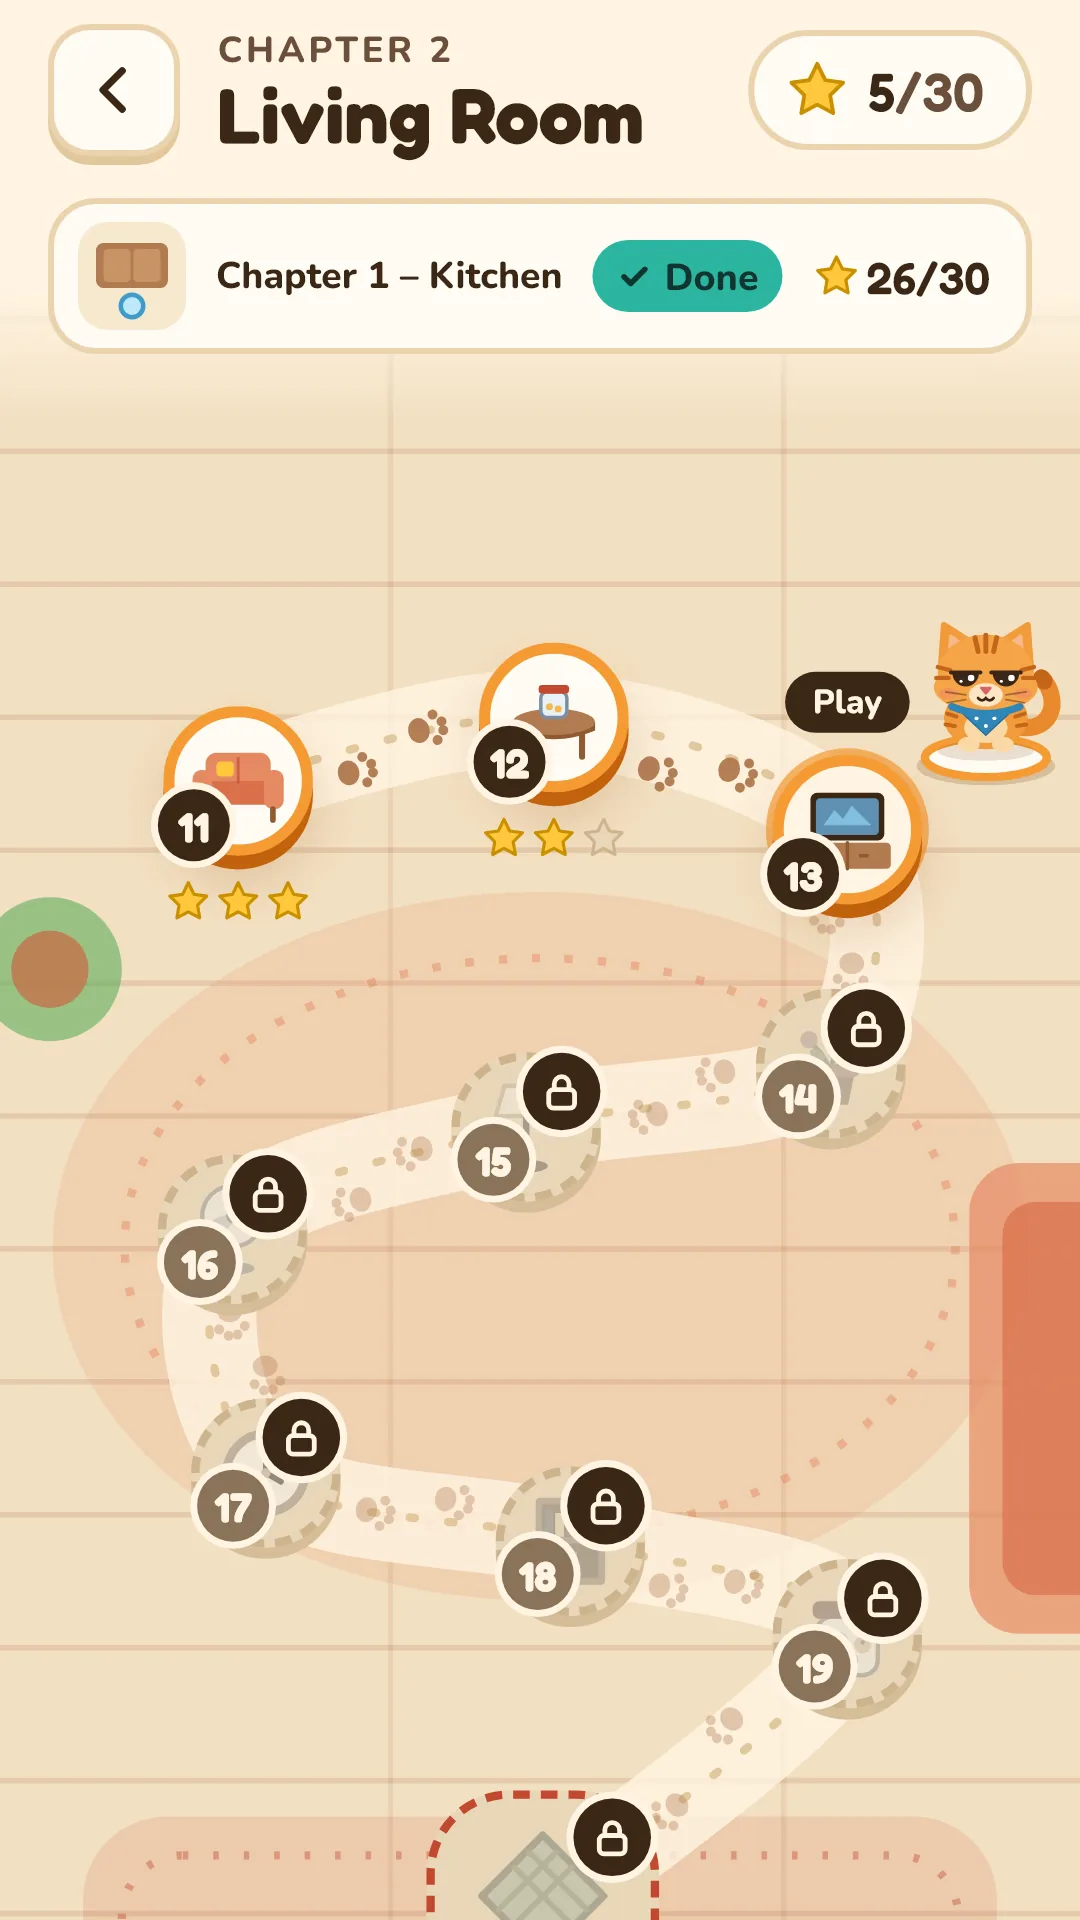 CHAPTER 2
Living Room
5/30
Chapter 1 – Kitchen
Done
26/30
Play
11
12
13
14
15
16
17
18
19